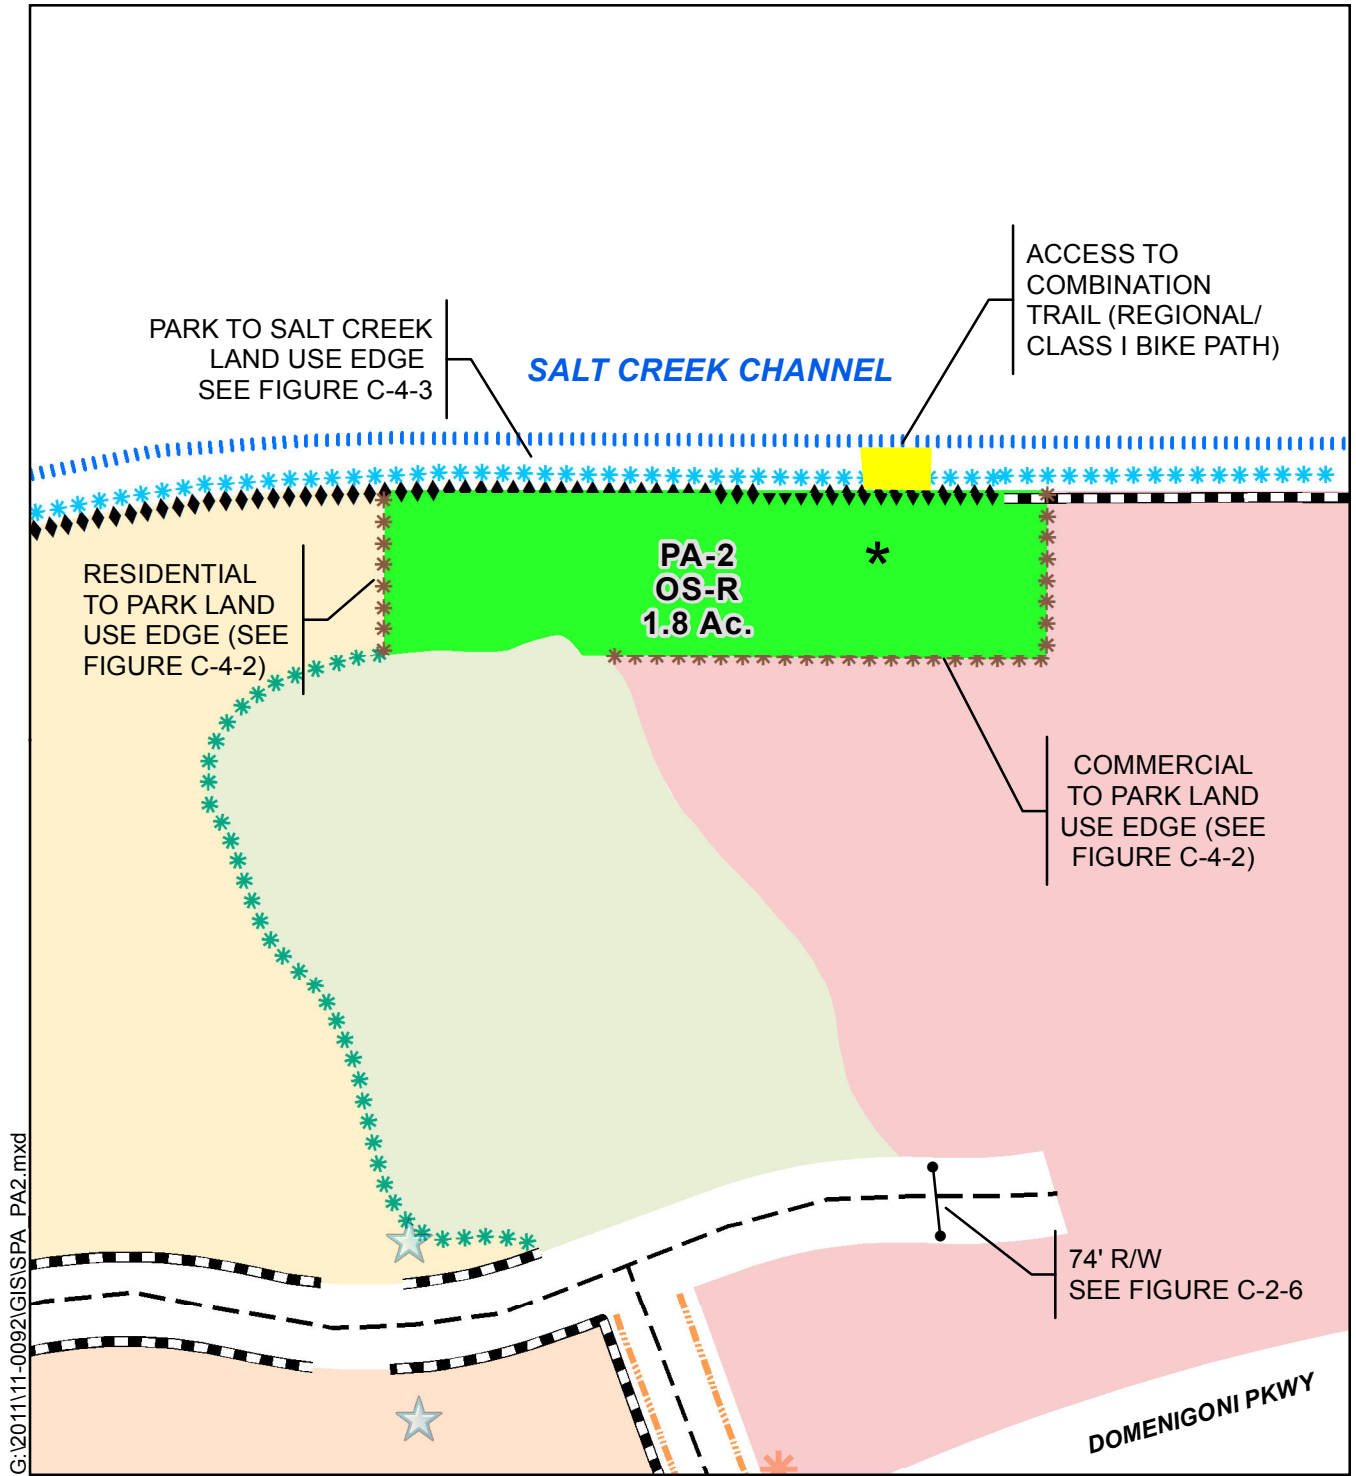 ACCESS TO
COMBINATION
TRAIL (REGIONAL/
CLASS I BIKE PATH)
PARK TO SALT CREEK
LAND USE EDGE
SEE FIGURE C-4-3
SALT CREEK CHANNEL
PA-2
OS-R
1.8 Ac.
*
RESIDENTIAL
TO PARK LAND
USE EDGE (SEE
FIGURE C-4-2)
COMMERCIAL
TO PARK LAND
USE EDGE (SEE
FIGURE C-4-2)
74' R/W
SEE FIGURE C-2-6
DOMENIGONI PKWY
G:\2011\11-0092\GIS\SPA_PA2.mxd